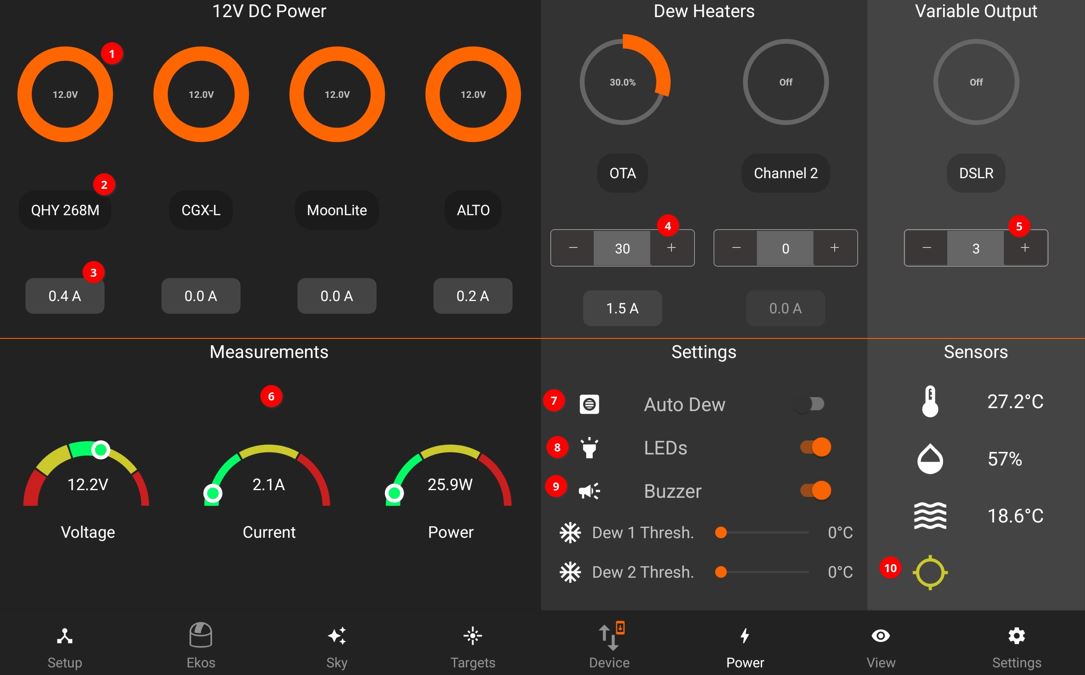 12V DC Power
1
12.0V
12.0V
12.0V
12.0V
2
QHY 268M
CGX-L
MoonLite
ALTO
3
0.4 A
0.0 A
0.0 A
0.2 A
Dew Heaters
30.0%
Off
OTA
Channel 2
4
− 30 +
− 0 +
1.5 A
0.0 A
Variable Output
Off
DSLR
5
− 3 +
Measurements
6
12.2V
2.1A
25.9W
Voltage
Current
Power
Settings
7
Auto Dew
8
LEDs
9
Buzzer
Dew 1 Thresh. 0°C
Dew 2 Thresh. 0°C
Sensors
27.2°C
57%
18.6°C
10
Setup
Ekos
Sky
Targets
Device
Power
View
Settings